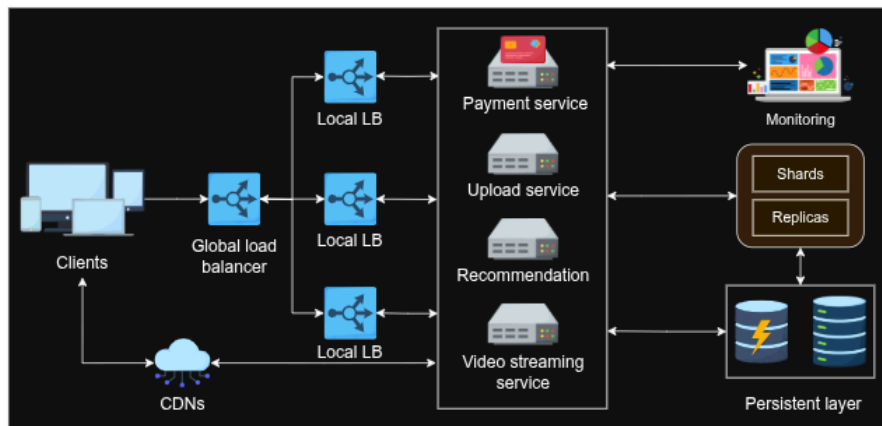 Payment service
Monitoring
Local LB
Upload service
Shards
Replicas
Clients
Global load
balancer
Local LB
Recommendation
Local LB
Video streaming
service
CDNs
Persistent layer